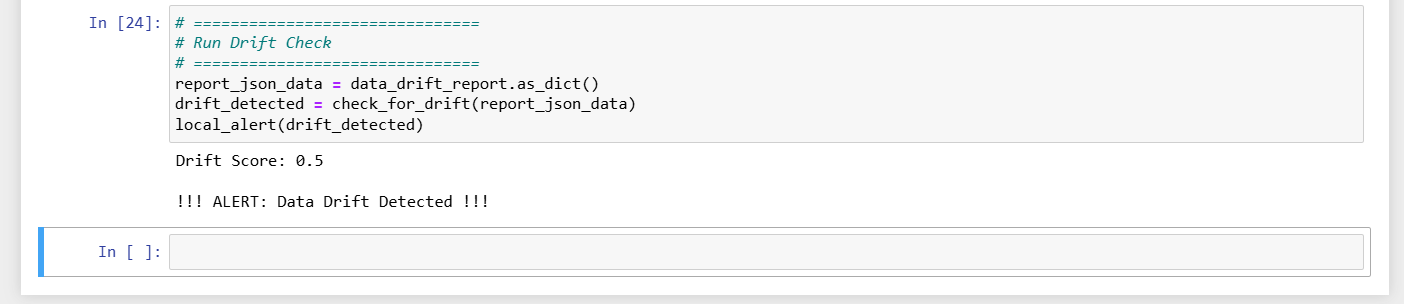 In [24]: # ===============================
# Run Drift Check
# ===============================
report_json_data = data_drift_report.as_dict()
drift_detected = check_for_drift(report_json_data)
local_alert(drift_detected)
Drift Score: 0.5
!!! ALERT: Data Drift Detected !!!
In [ ]: